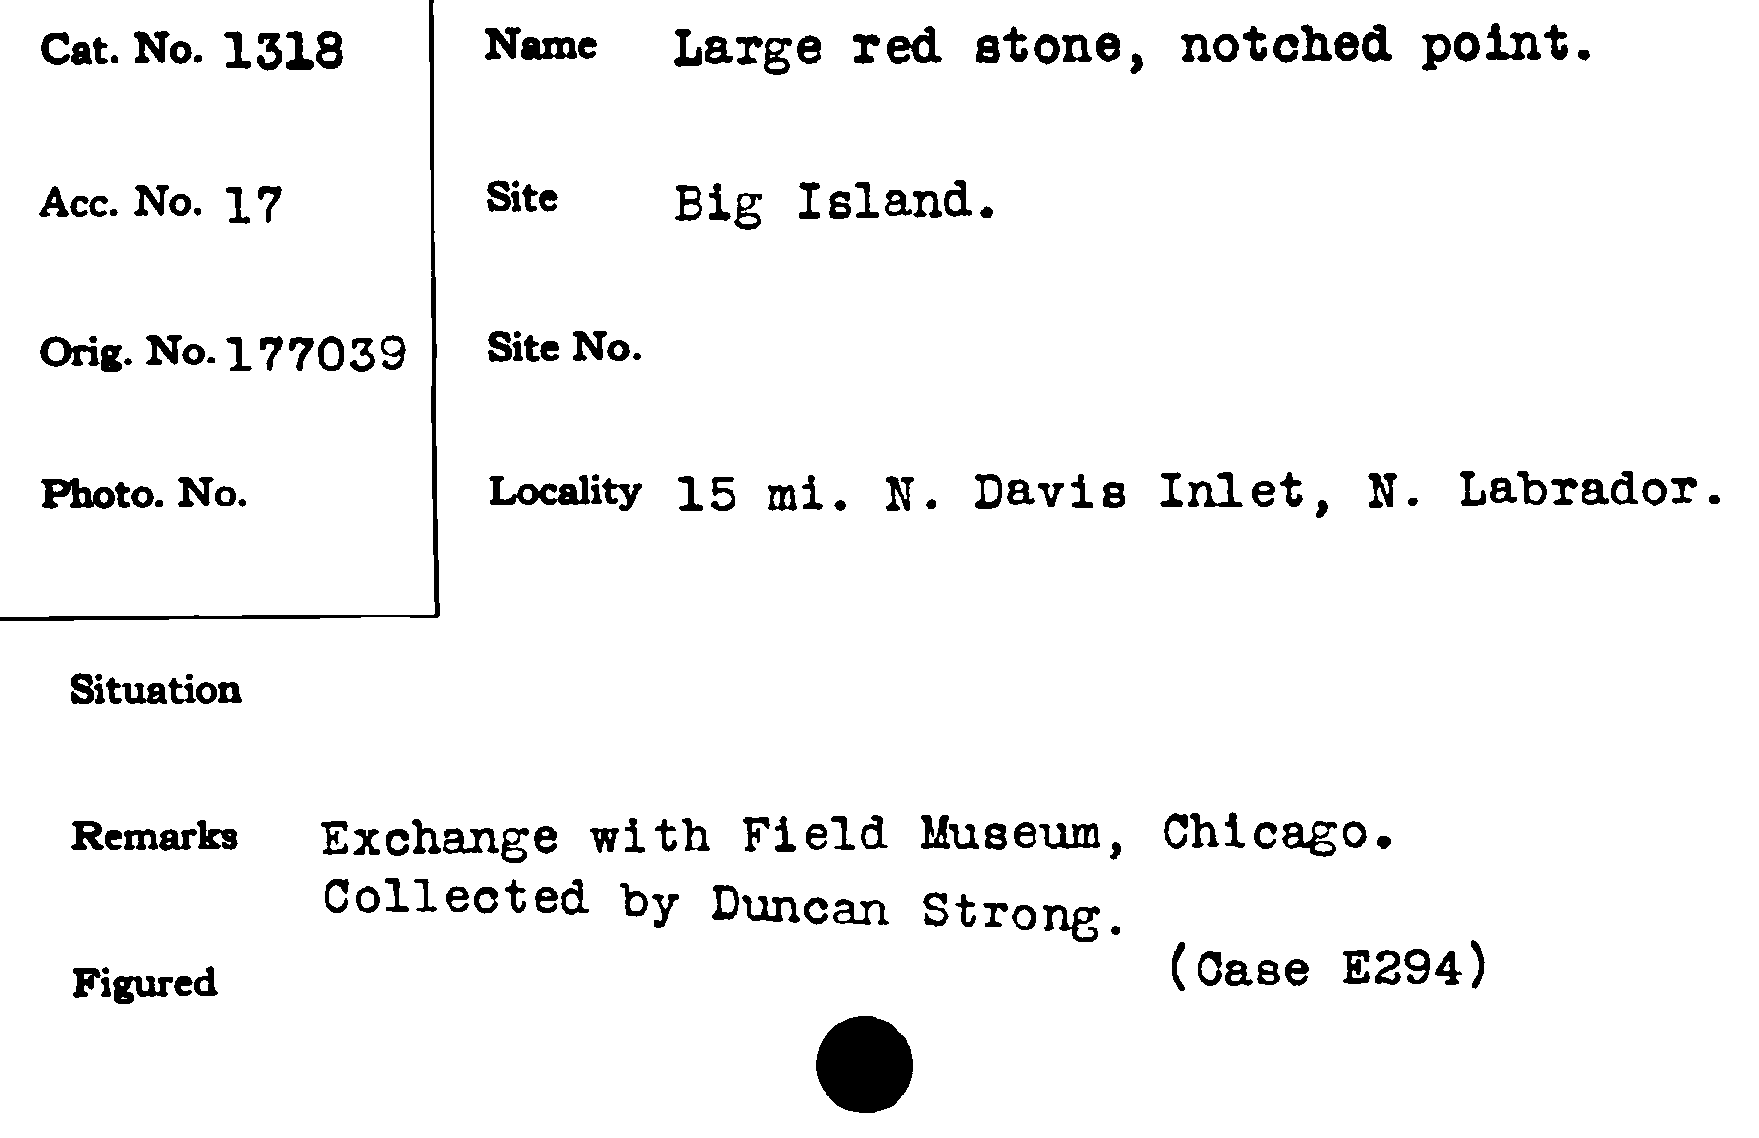 Cat. No. 1318
Name Large red stone, notched point.
Acc. No. 17
Site Big Island.
Orig. No. 177039
Site No.
Photo. No.
Locality 15 mi. N. Davis Inlet, N. Labrador.
Situation
Remarks Exchange with Field Museum, Chicago.
Collected by Duncan Strong.
(Case E294)
Figured